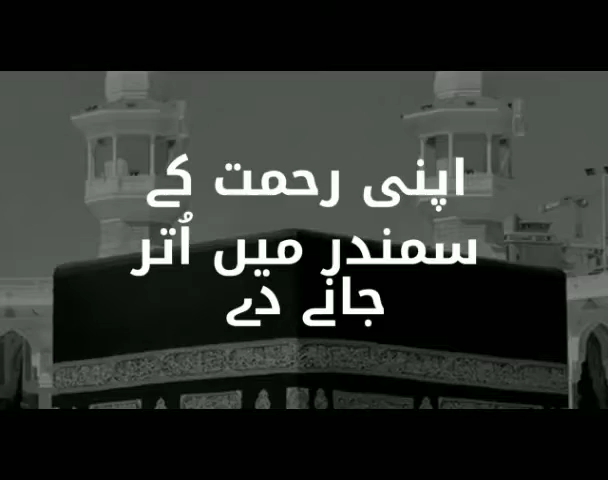 اپنی رحمت کے
سمندر میں اُتر
جانے دے